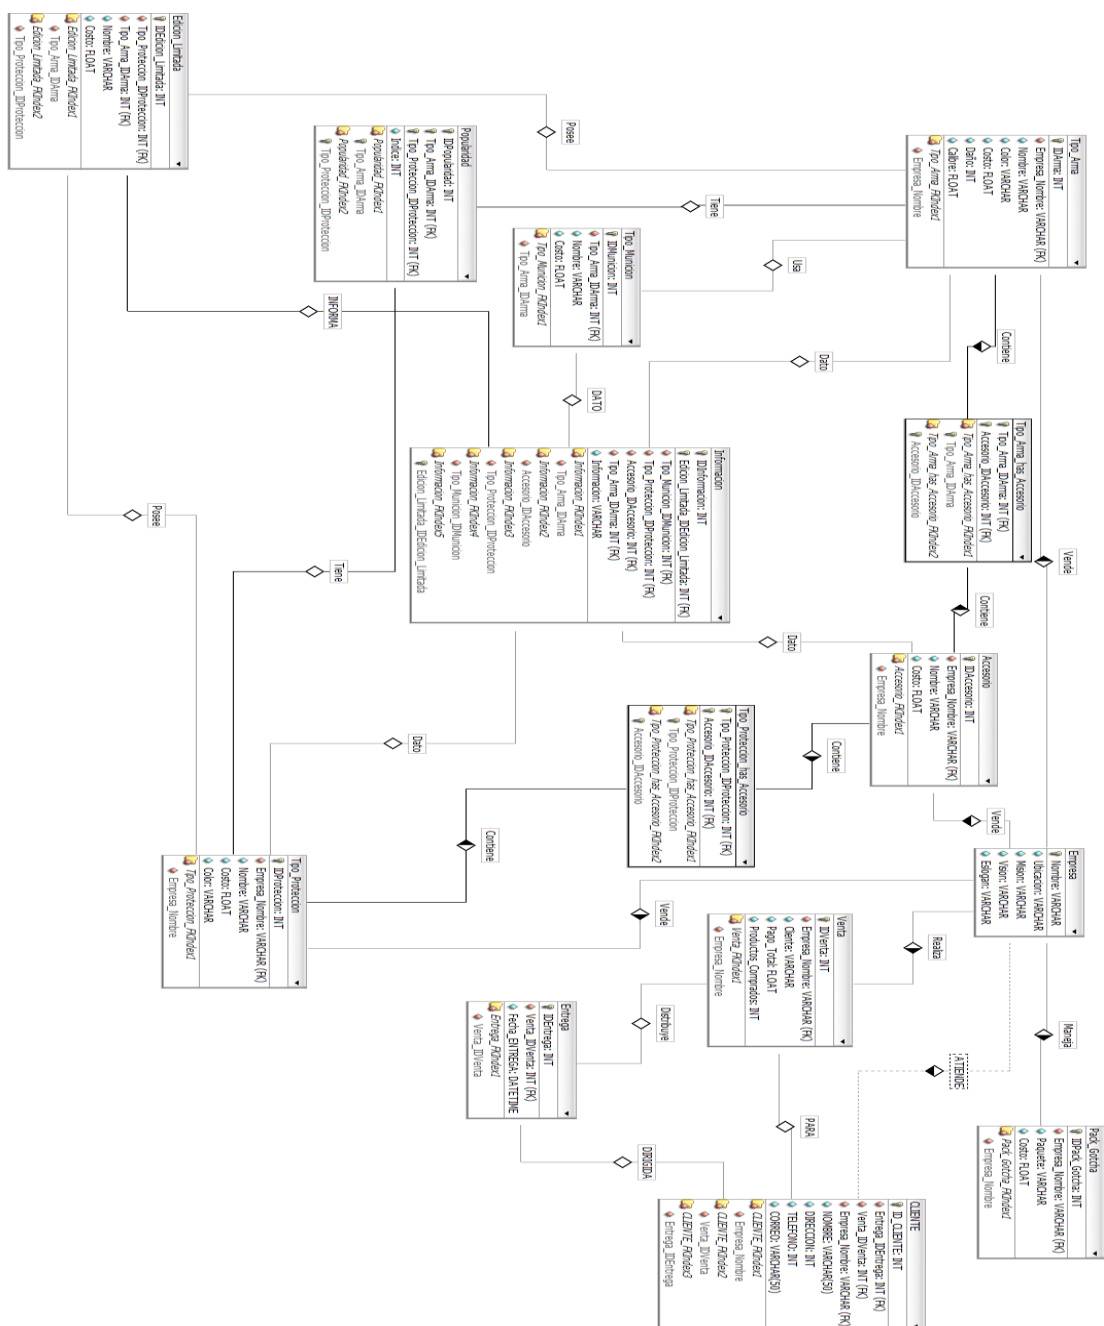 Edicion_Limitada
IDEdicion_Limitada: INT
Tipo_Proteccion_IDProteccion: INT (FK)
Tipo_Arma_IDArma: INT (FK)
Nombre: VARCHAR
Costo: FLOAT
Edicion_Limitada_FKIndex1
Tipo_Arma_IDArma
Edicion_Limitada_FKIndex2
Tipo_Proteccion_IDProteccion
Posee
Popularidad
IDPopularidad: INT
Tipo_Arma_IDArma: INT (FK)
Tipo_Proteccion_IDProteccion: INT (FK)
Indice: INT
Popularidad_FKIndex1
Tipo_Arma_IDArma
Popularidad_FKIndex2
Tipo_Proteccion_IDProteccion
Tiene
Tipo_Arma
IDArma: INT
Empresa_Nombre: VARCHAR (FK)
Nombre: VARCHAR
Color: VARCHAR
Costo: FLOAT
Daño: INT
Calibre: FLOAT
Tipo_Arma_FKIndex1
Empresa_Nombre
Tipo_Municion
IDMunicion: INT
Tipo_Arma_IDArma: INT (FK)
Nombre: VARCHAR
Costo: FLOAT
Tipo_Municion_FKIndex1
Tipo_Arma_IDArma
Usa
INFORMA
DATO
Dato
Contiene
Tipo_Arma_has_Accesorio
Tipo_Arma_IDArma: INT (FK)
Accesorio_IDAccesorio: INT (FK)
Tipo_Arma_has_Accesorio_FKIndex1
Tipo_Arma_IDArma
Tipo_Arma_has_Accesorio_FKIndex2
Accesorio_IDAccesorio
Vende
Informacion
IDInformacion: INT
Edicion_Limitada_IDEdicion_Limitada: INT (FK)
Tipo_Municion_IDMunicion: INT (FK)
Tipo_Proteccion_IDProteccion: INT (FK)
Accesorio_IDAccesorio: INT (FK)
Tipo_Arma_IDArma: INT (FK)
Informacion: VARCHAR
Informacion_FKIndex1
Tipo_Arma_IDArma
Informacion_FKIndex2
Accesorio_IDAccesorio
Informacion_FKIndex3
Tipo_Proteccion_IDProteccion
Informacion_FKIndex4
Tipo_Municion_IDMunicion
Informacion_FKIndex5
Edicion_Limitada_IDEdicion_Limitada
Posee
Tiene
Contiene
Dato
Accesorio
IDAccesorio: INT
Empresa_Nombre: VARCHAR (FK)
Nombre: VARCHAR
Costo: FLOAT
Accesorio_FKIndex1
Empresa_Nombre
Dato
Tipo_Proteccion_has_Accesorio
Tipo_Proteccion_IDProteccion: INT (FK)
Accesorio_IDAccesorio: INT (FK)
Tipo_Proteccion_has_Accesorio_FKIndex1
Tipo_Proteccion_IDProteccion
Tipo_Proteccion_has_Accesorio_FKIndex2
Accesorio_IDAccesorio
Contiene
Vende
Contiene
Tipo_Proteccion
IDProteccion: INT
Empresa_Nombre: VARCHAR (FK)
Nombre: VARCHAR
Costo: FLOAT
Color: VARCHAR
Tipo_Proteccion_FKIndex1
Empresa_Nombre
Empresa
Nombre: VARCHAR
Ubicacion: VARCHAR
Mision: VARCHAR
Vision: VARCHAR
Eslogan: VARCHAR
Vende
Venta
IDVenta: INT
Empresa_Nombre: VARCHAR (FK)
Cliente: VARCHAR
Pago_Total: FLOAT
Productos_Comprados: INT
Venta_FKIndex1
Empresa_Nombre
Realiza
Entrega
IDEntrega: INT
Venta_IDVenta: INT (FK)
Fecha_ENTREGA: DATETIME
Entrega_FKIndex1
Venta_IDVenta
Distribuye
Maneja
ATIENDE
PARA
DIRIGIDA
Pack_Gotcha
IDPack_Gotcha: INT
Empresa_Nombre: VARCHAR (FK)
Paquete: VARCHAR
Costo: FLOAT
Pack_Gotcha_FKIndex1
Empresa_Nombre
CLIENTE
ID_CLIENTE: INT
Entrega_IDEntrega: INT (FK)
Venta_IDVenta: INT (FK)
Empresa_Nombre: VARCHAR (FK)
NOMBRE: VARCHAR(50)
DIRECCION: INT
TELEFONO: INT
CORREO: VARCHAR(50)
CLIENTE_FKIndex1
Empresa_Nombre
CLIENTE_FKIndex2
Venta_IDVenta
CLIENTE_FKIndex3
Entrega_IDEntrega